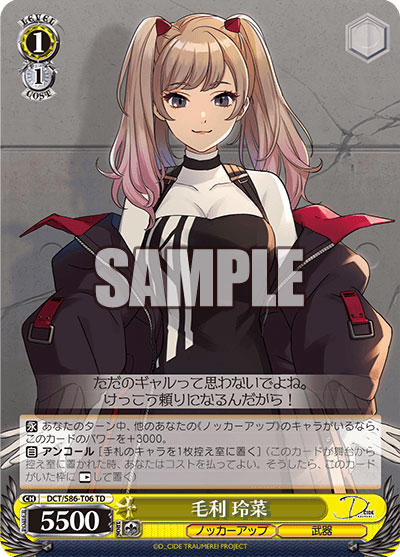 LEVEL
1
1
COST
SAMPLE
ただのギャルって思わないでよね。
けっこう頼りになるんだから！
永 あなたのターン中、他のあなたの《ノッカーアップ》のキャラがいるなら、
このカードのパワーを+3000。
自 アンコール［手札のキャラを1枚控え室に置く］（このカードが舞台から
控え室に置かれた時、あなたはコストを払ってよい。そうしたら、このカー
ドがいた枠にレストして置く）
CH DCT/S86-T06 TD
毛利 玲菜
5500
ノッカーアップ
武器
D_CIDE
©D_CIDE TRAUMEREI PROJECT